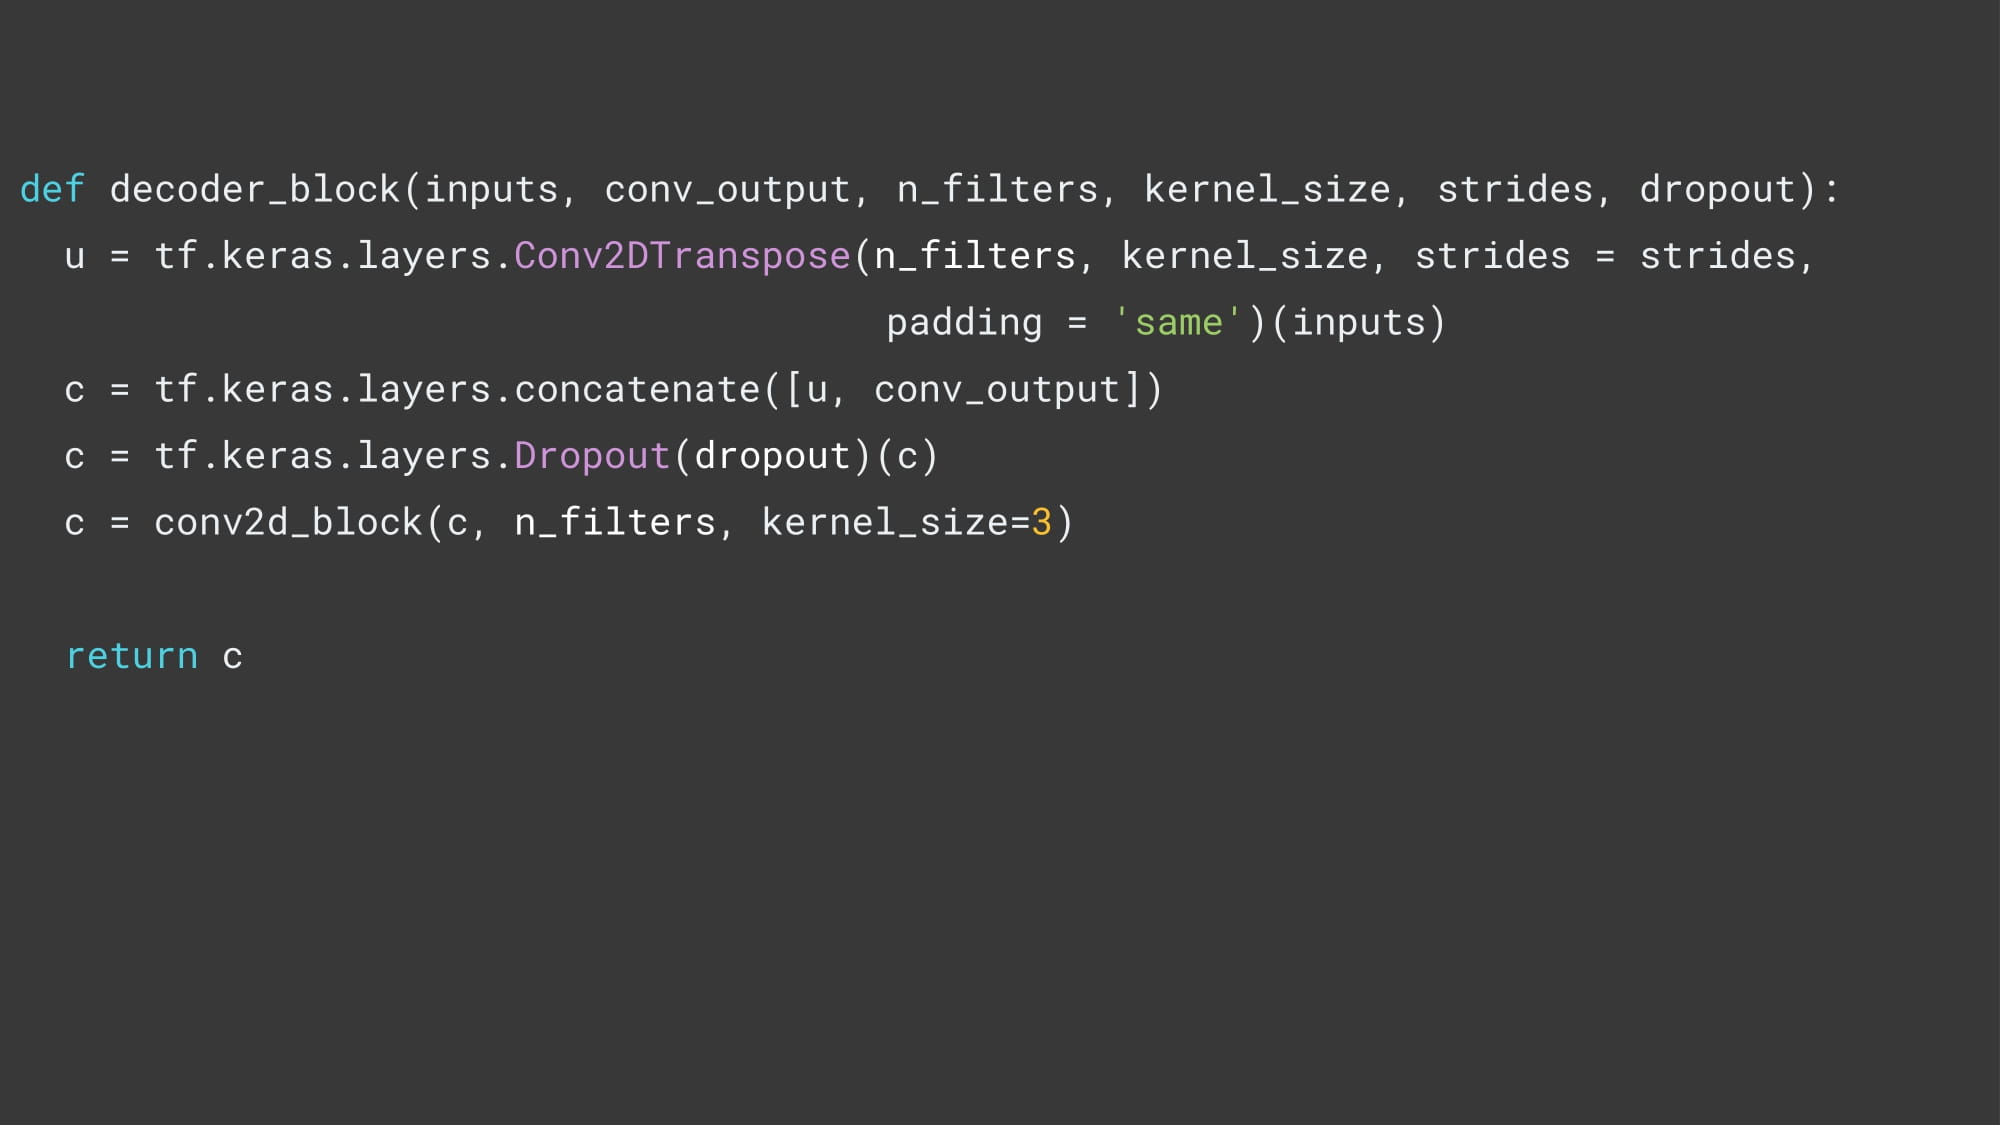 def decoder_block(inputs, conv_output, n_filters, kernel_size, strides, dropout):
  u = tf.keras.layers.Conv2DTranspose(n_filters, kernel_size, strides = strides,
                                       padding = 'same')(inputs)
  c = tf.keras.layers.concatenate([u, conv_output])
  c = tf.keras.layers.Dropout(dropout)(c)
  c = conv2d_block(c, n_filters, kernel_size=3)
  return c